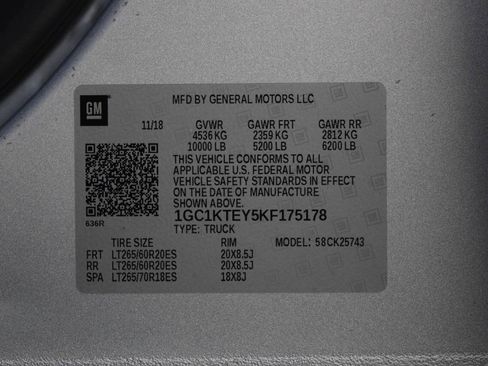 GM
MFD BY GENERAL MOTORS LLC
11/18 GVWR GAWR FRT GAWR RR
4536 KG 2359 KG 2812 KG
10000 LB 5200 LB 6200 LB
THIS VEHICLE CONFORMS TO ALL
APPLICABLE U.S. FEDERAL MOTOR
VEHICLE SAFETY STANDARDS IN EFFECT
ON THE DATE OF MANUFACTURE
SHOWN ABOVE.
1GC1KTEY5KF175178
636R TYPE: TRUCK
TIRE SIZE RIM MODEL: 58CK25743
FRT LT265/60R20ES 20X8.5J
RR LT265/60R20ES 20X8.5J
SPA LT265/70R18ES 18X8J